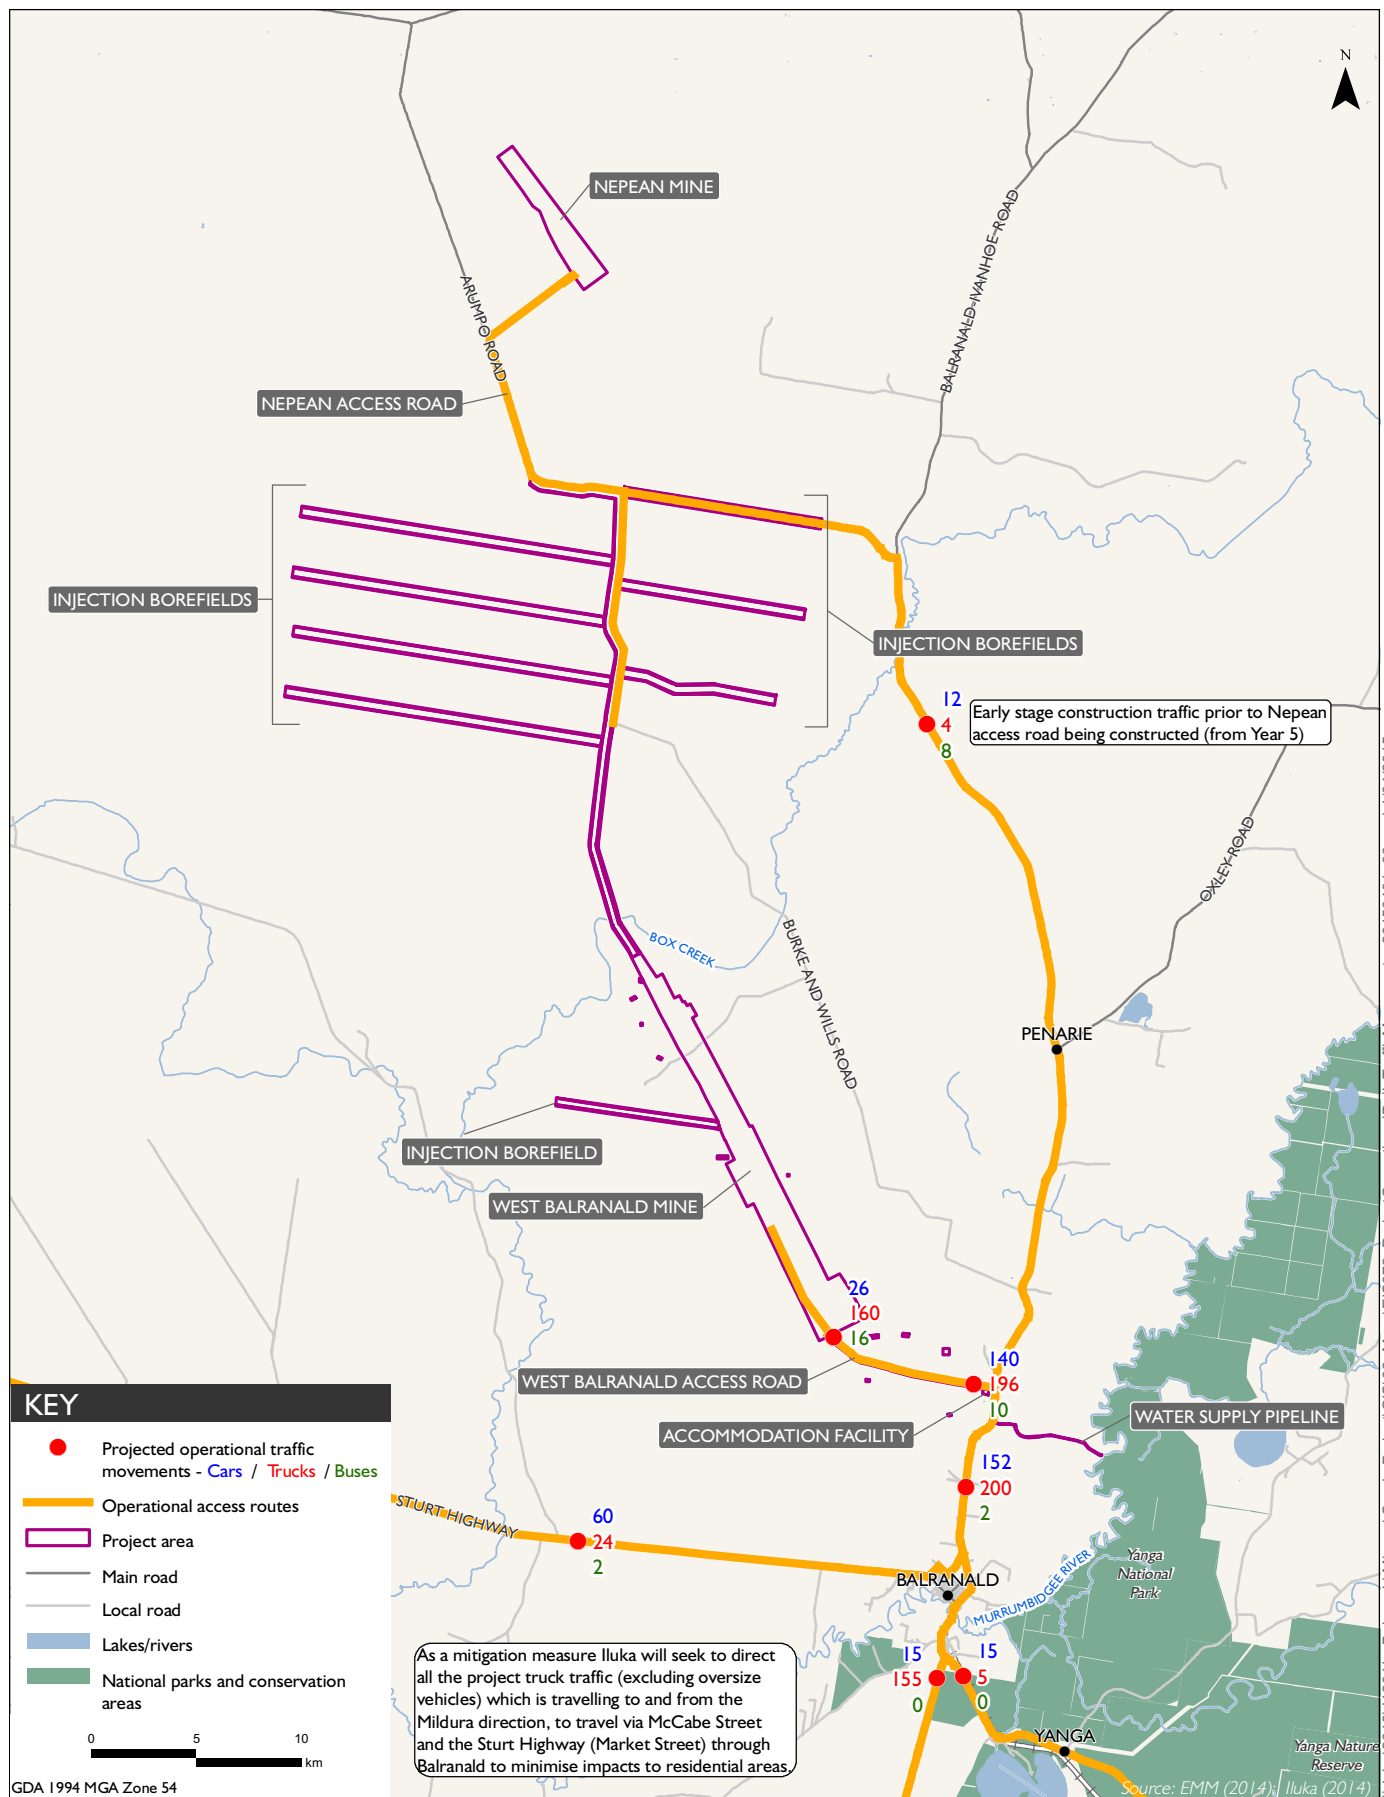 N
NEPEAN MINE
BALRANALD-IVANHOE ROAD
ARUMPO ROAD
NEPEAN ACCESS ROAD
INJECTION BOREFIELDS
INJECTION BOREFIELDS
12
4
8
Early stage construction traffic prior to Nepean
access road being constructed (from Year 5)
OXLEY ROAD
BOX CREEK
BURKE AND WILLS ROAD
PENARIE
INJECTION BOREFIELD
WEST BALRANALD MINE
26
160
16
WEST BALRANALD ACCESS ROAD
140
196
10
ACCOMMODATION FACILITY
WATER SUPPLY PIPELINE
152
200
2
STURT HIGHWAY
60
24
2
BALRANALD
MURRUMBIDGEE RIVER
Yanga
National
Park
15
155
0
15
5
0
YANGA
Yanga Nature
Reserve
As a mitigation measure Iluka will seek to direct
all the project truck traffic (excluding oversize
vehicles) which is travelling to and from the
Mildura direction, to travel via McCabe Street
and the Sturt Highway (Market Street) through
Balranald to minimise impacts to residential areas.
KEY
Projected operational traffic
movements - Cars / Trucks / Buses
Operational access routes
Project area
Main road
Local road
Lakes/rivers
National parks and conservation
areas
0 5 10
km
GDA 1994 MGA Zone 54
Source: EMM (2014); Iluka (2014)